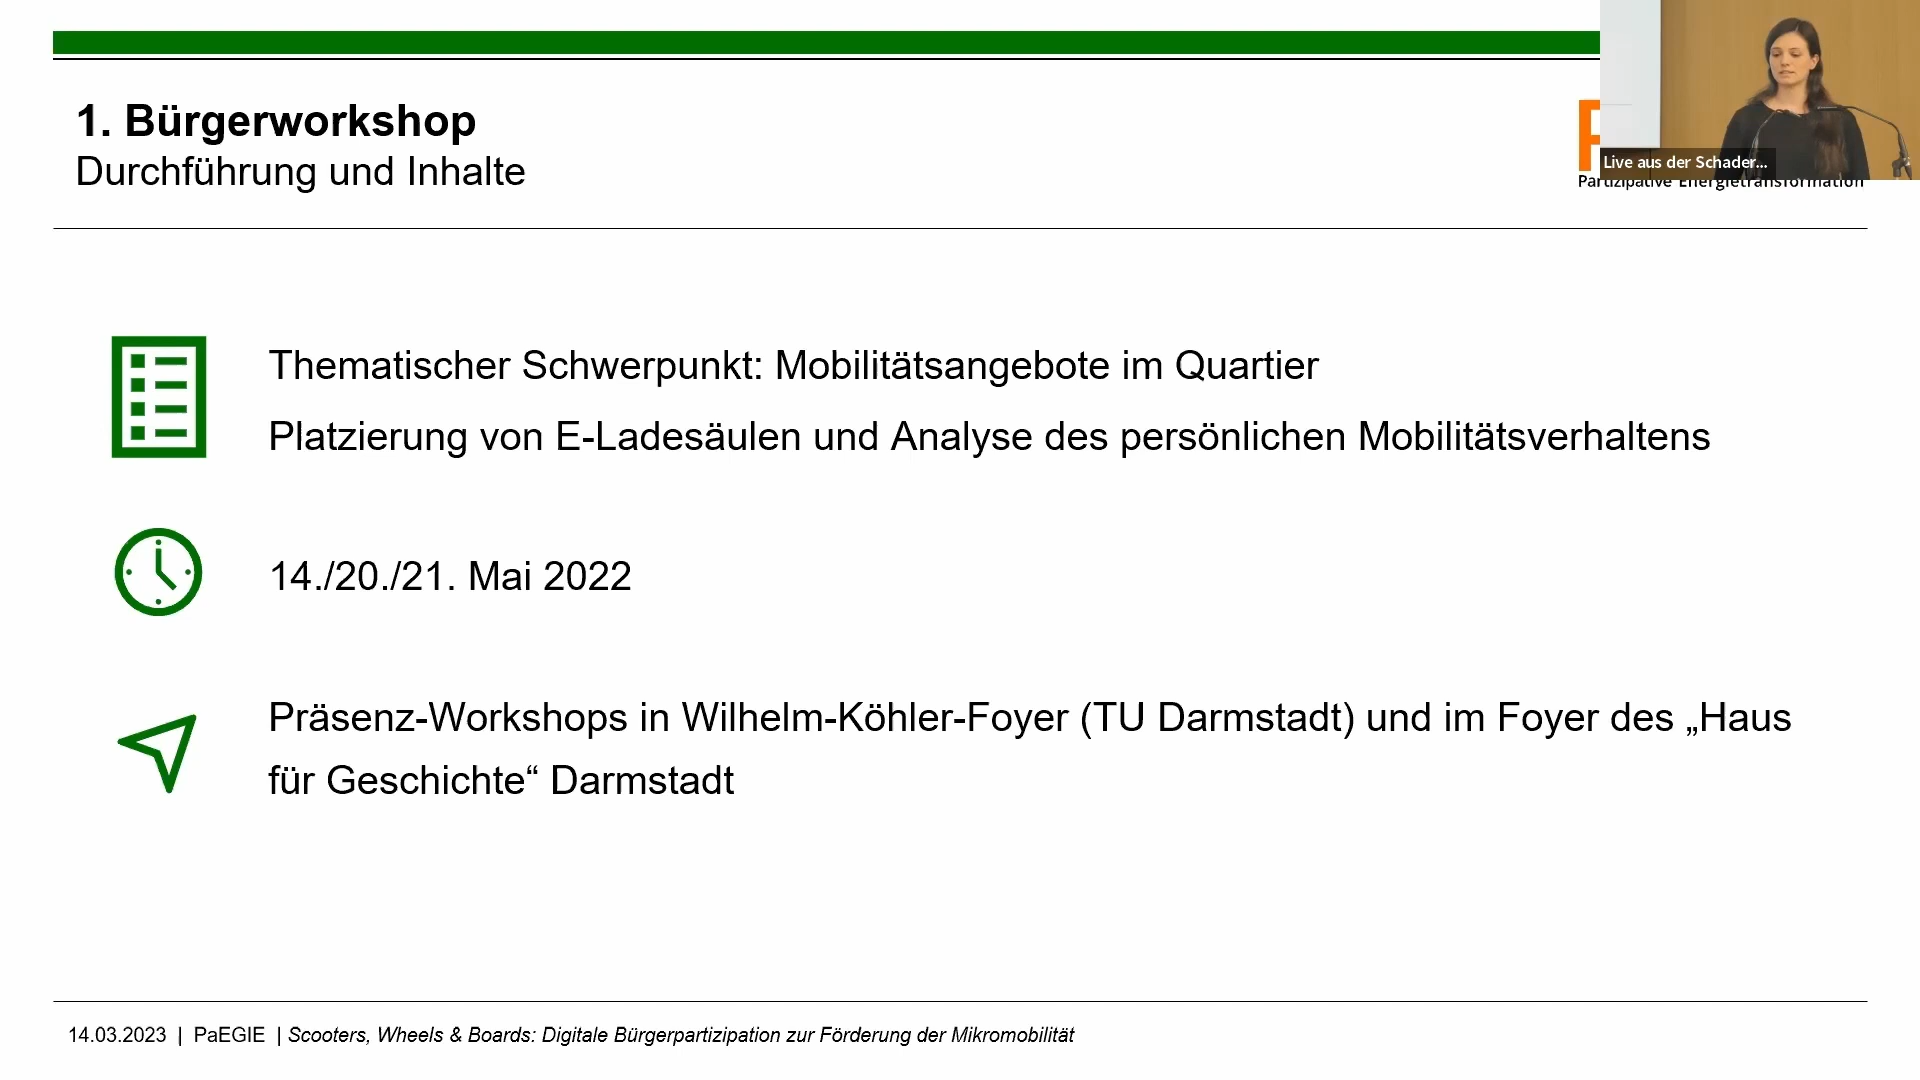 1. Bürgerworkshop
Durchführung und Inhalte
Live aus der Schader...
Partizipative Energietransformation
Thematischer Schwerpunkt: Mobilitätsangebote im Quartier
Platzierung von E-Ladesäulen und Analyse des persönlichen Mobilitätsverhaltens
14./20./21. Mai 2022
Präsenz-Workshops in Wilhelm-Köhler-Foyer (TU Darmstadt) und im Foyer des „Haus
für Geschichte“ Darmstadt
14.03.2023 | PaEGIE | Scooters, Wheels & Boards: Digitale Bürgerpartizipation zur Förderung der Mikromobilität